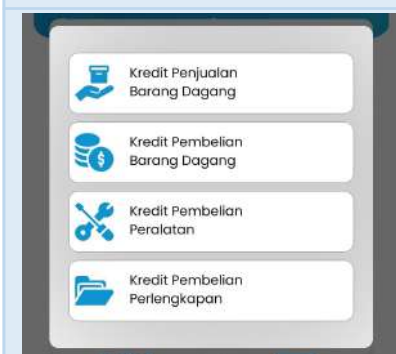 Kredit Penjualan
Barang Dagang
Kredit Pembelian
Barang Dagang
Kredit Pembelian
Peralatan
Kredit Pembelian
Perlengkapan